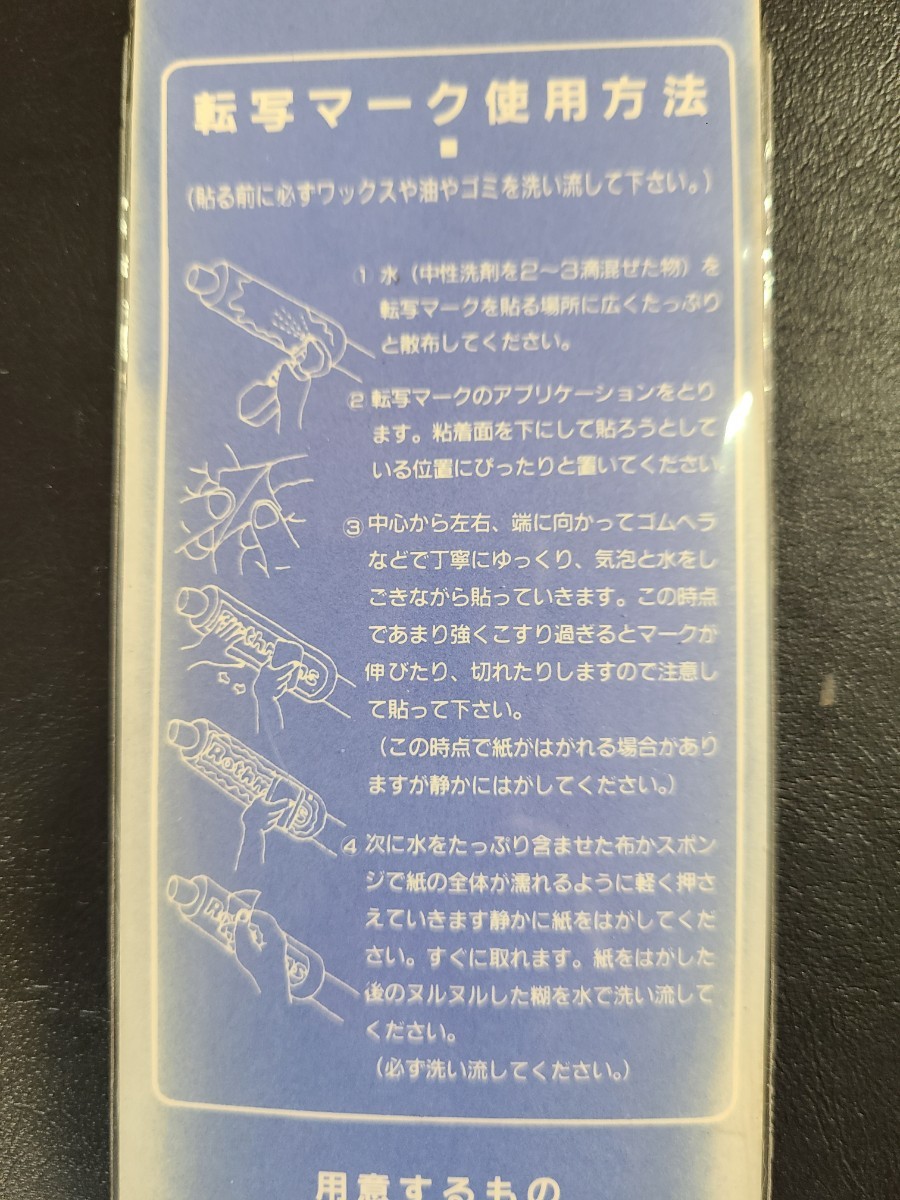 転写マーク使用方法
(貼る前に必ずワックスや油やゴミを洗い流して下さい。)
1 水(中性洗剤を2〜3滴混ぜた物)を
転写マークを貼る場所に広くたっぷり
と散布してください。
② 転写マークのアプリケーションをとり
ます。粘着面を下にして貼ろうとして
いる位置にぴったりと置いてください
③ 中心から左右、端に向かってゴムヘラ
などで丁寧にゆっくり、気泡と水をし
ごきながら貼っていきます。この時点
であまり強くこすり過ぎるとマークが
伸びたり、切れたりしますので注意し
て貼って下さい。
(この時点で紙がはがれる場合があり
ますが静かにはがしてください。)
④ 次に水をたっぷり含ませた布かスポン
ジで紙の全体が濡れるように軽く押さ
えていきます静かに紙をはがしてくだ
さい。すぐに取れます。紙をはがした
後のヌルヌルした糊を水で洗い流して
ください。
(必ず洗い流してください。)
用意するもの